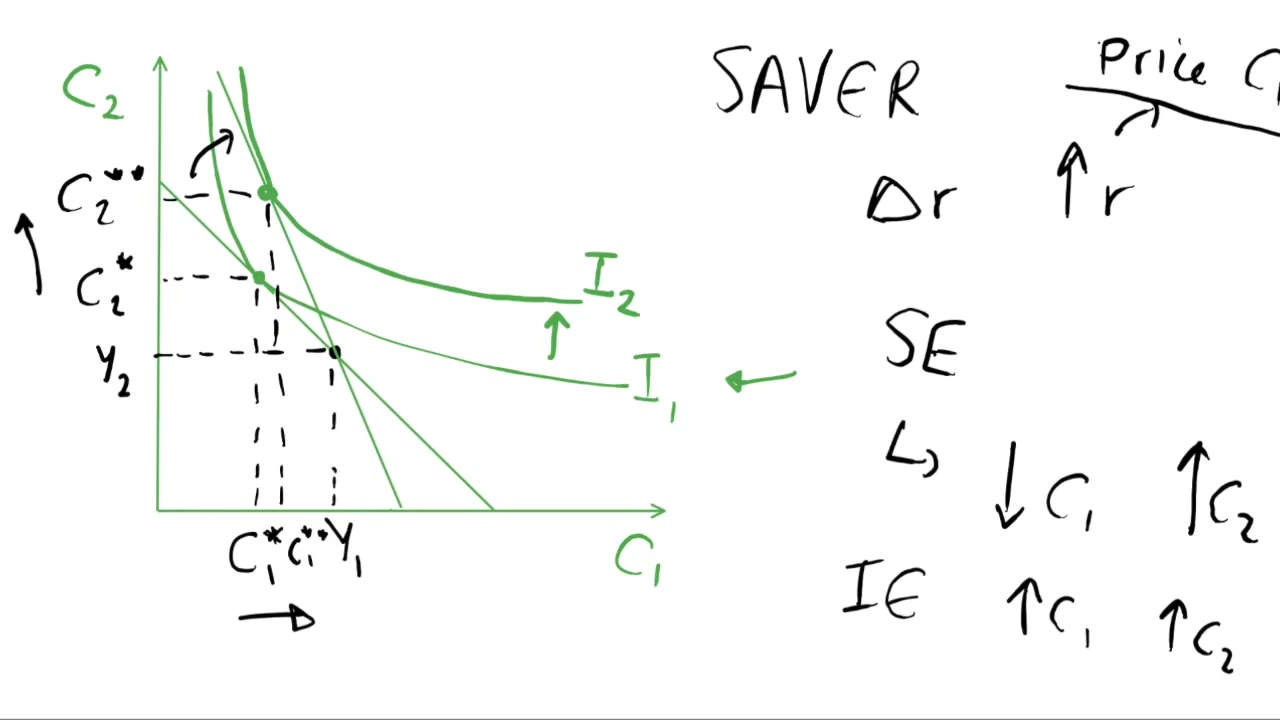 C₂
C₂**
C₂*
Y₂
I₂
I₁
C₁* C₁** Y₁
C₁
SAVER
Price C₁
Δr ↑ r
SE
↳ ↓ C₁ ↑ C₂
IE ↑ C₁ ↑ C₂